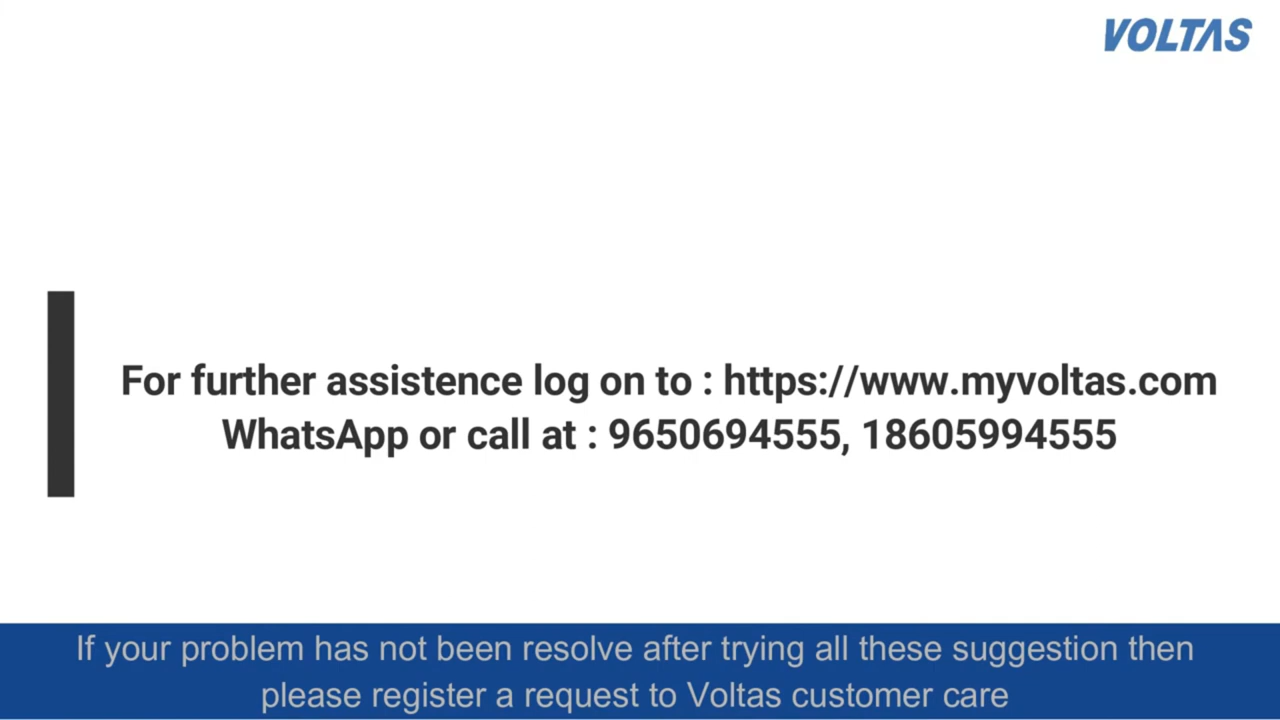 VOLTAS
For further assistence log on to : https://www.myvoltas.com
WhatsApp or call at : 9650694555, 18605994555
If your problem has not been resolve after trying all these suggestion then
please register a request to Voltas customer care